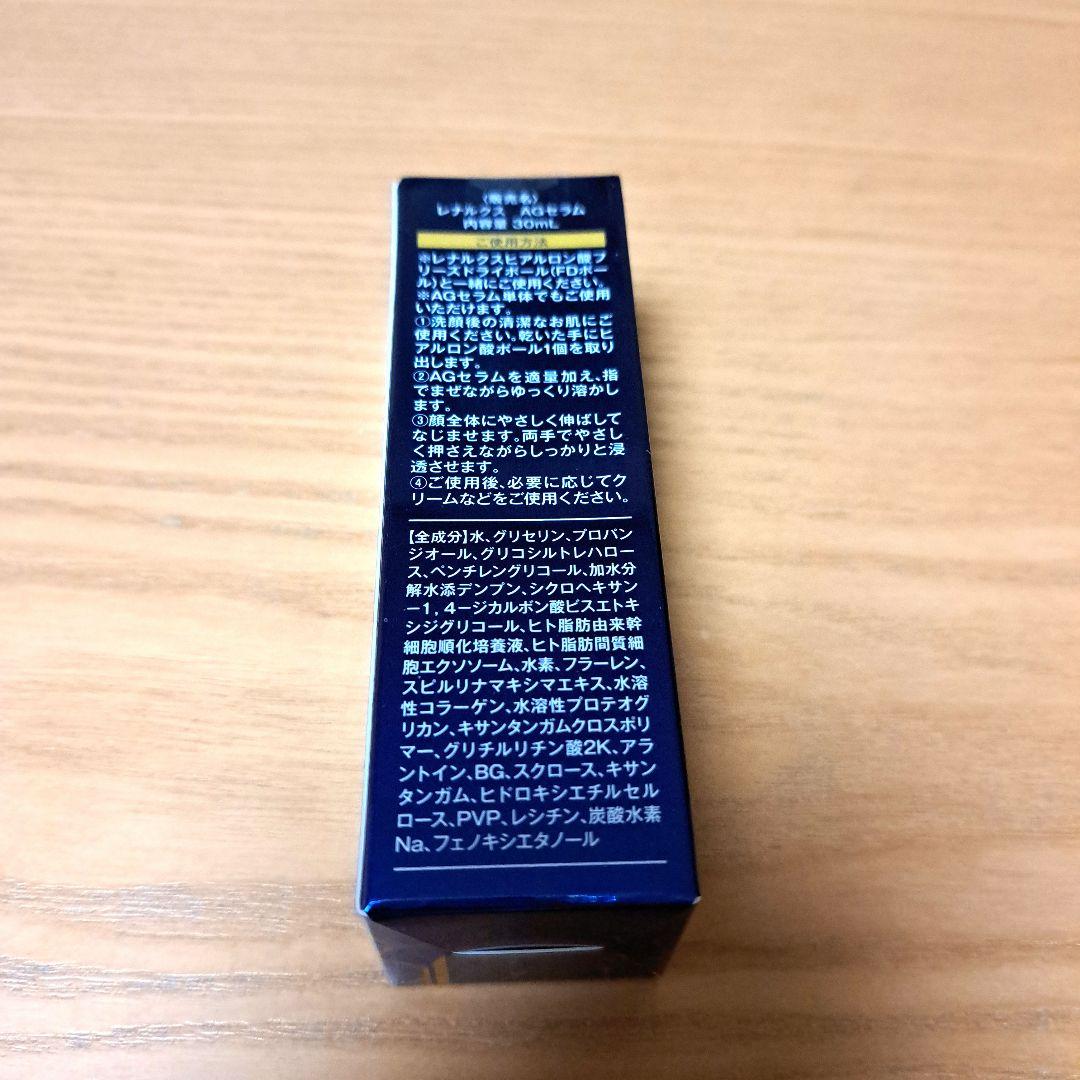 〈販売名〉
レナルクス AGセラム
内容量 30mL
ご使用方法
※レナルクスヒアルロン酸フ
リーズドライボール(FDボー
ル)と一緒にご使用ください。
※AGセラム単体でもご使用
いただけます。
①洗顔後の清潔なお肌にご
使用ください。乾いた手にヒ
アルロン酸ボール1個を取り
出します。
②AGセラムを適量加え、指
でまぜながらゆっくり溶かし
ます。
③顔全体にやさしく伸ばして
なじませます。両手でやさし
く押さえながらしっかりと浸
透させます。
④ご使用後、必要に応じてク
リームなどをご使用ください。
【全成分】水、グリセリン、プロパン
ジオール、グリコシルトレハロー
ス、ペンチレングリコール、加水分
解水添デンプン、シクロヘキサン
−1，4−ジカルボン酸ビスエトキ
シジグリコール、ヒト脂肪由来幹
細胞順化培養液、ヒト脂肪間質細
胞エクソソーム、水素、フラーレン、
スピルリナマキシマエキス、水溶
性コラーゲン、水溶性プロテオグ
リカン、キサンタンガムクロスポリ
マー、グリチルリチン酸2K、アラ
ントイン、BG、スクロース、キサン
タンガム、ヒドロキシエチルセル
ロース、PVP、レシチン、炭酸水素
Na、フェノキシエタノール